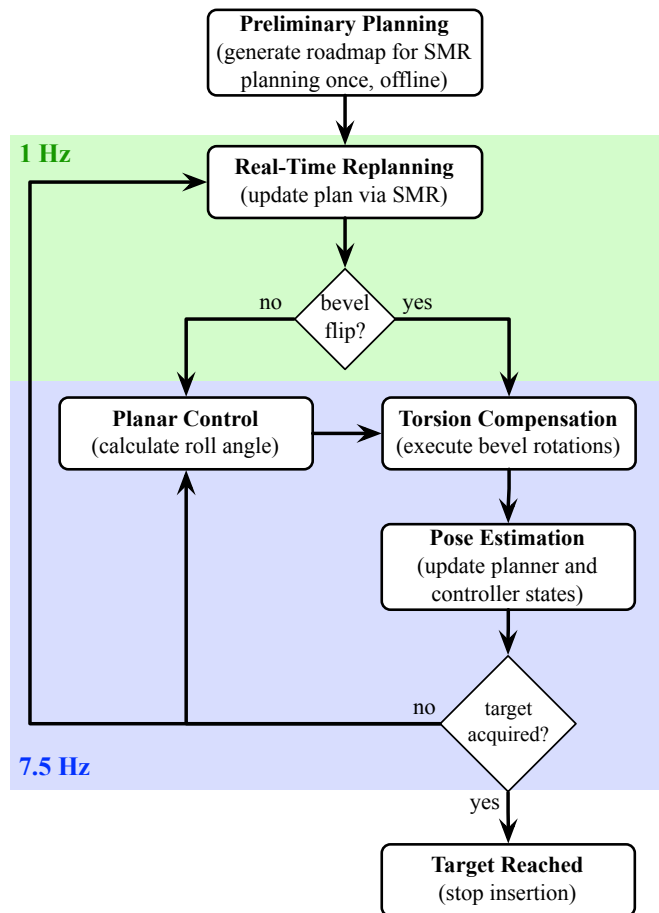 Preliminary Planning
(generate roadmap for SMR
planning once, offline)
1 Hz
Real-Time Replanning
(update plan via SMR)
no
bevel
flip?
yes
Planar Control
(calculate roll angle)
Torsion Compensation
(execute bevel rotations)
Pose Estimation
(update planner and
controller states)
no
target
acquired?
7.5 Hz
yes
Target Reached
(stop insertion)